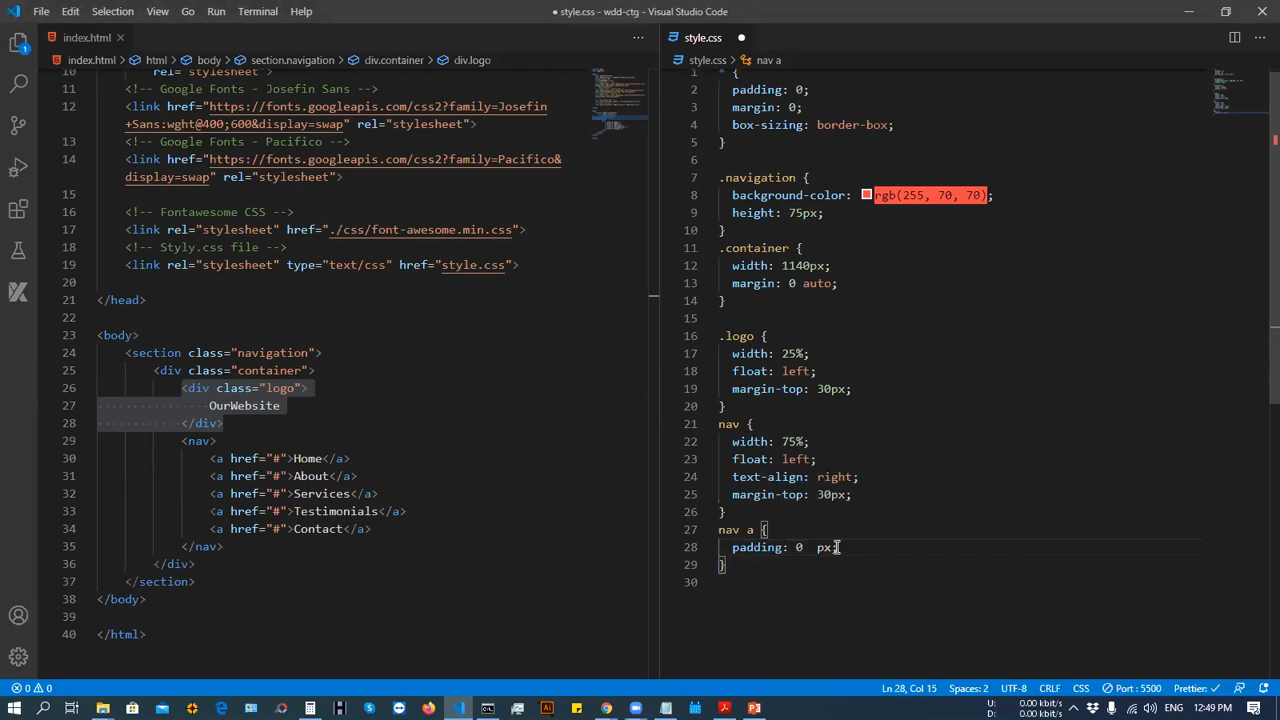 File Edit Selection View Go Run Terminal Help
● style.css - wdd-ctg - Visual Studio Code
index.html
index.html > html > body > section.navigation > div.container > div.logo
10 rel="stylesheet">
11 <!-- Google Fonts - Josefin Sans -->
12 <link href="https://fonts.googleapis.com/css2?family=Josefin
+Sans:wght@400;600&display=swap" rel="stylesheet">
13 <!-- Google Fonts - Pacifico -->
14 <link href="https://fonts.googleapis.com/css2?family=Pacifico&
display=swap" rel="stylesheet">
15
16 <!-- Fontawesome CSS -->
17 <link rel="stylesheet" href="./css/font-awesome.min.css">
18 <!-- Styly.css file -->
19 <link rel="stylesheet" type="text/css" href="style.css">
20
21 </head>
22
23 <body>
24 <section class="navigation">
25 <div class="container">
26 <div class="logo">
27 OurWebsite
28 </div>
29 <nav>
30 <a href="#">Home</a>
31 <a href="#">About</a>
32 <a href="#">Services</a>
33 <a href="#">Testimonials</a>
34 <a href="#">Contact</a>
35 </nav>
36 </div>
37 </section>
38 </body>
39
40 </html>
style.css ●
style.css > nav a
1 * {
2 padding: 0;
3 margin: 0;
4 box-sizing: border-box;
5 }
6
7 .navigation {
8 background-color: rgb(255, 70, 70);
9 height: 75px;
10 }
11 .container {
12 width: 1140px;
13 margin: 0 auto;
14 }
15
16 .logo {
17 width: 25%;
18 float: left;
19 margin-top: 30px;
20 }
21 nav {
22 width: 75%;
23 float: left;
24 text-align: right;
25 margin-top: 30px;
26 }
27 nav a {
28 padding: 0  px;
29 }
30
0 0
Ln 28, Col 15 Spaces: 2 UTF-8 CRLF CSS Port : 5500 Prettier: ✓
U: 0.00 kbit/s
D: 0.00 kbit/s
ENG 12:49 PM